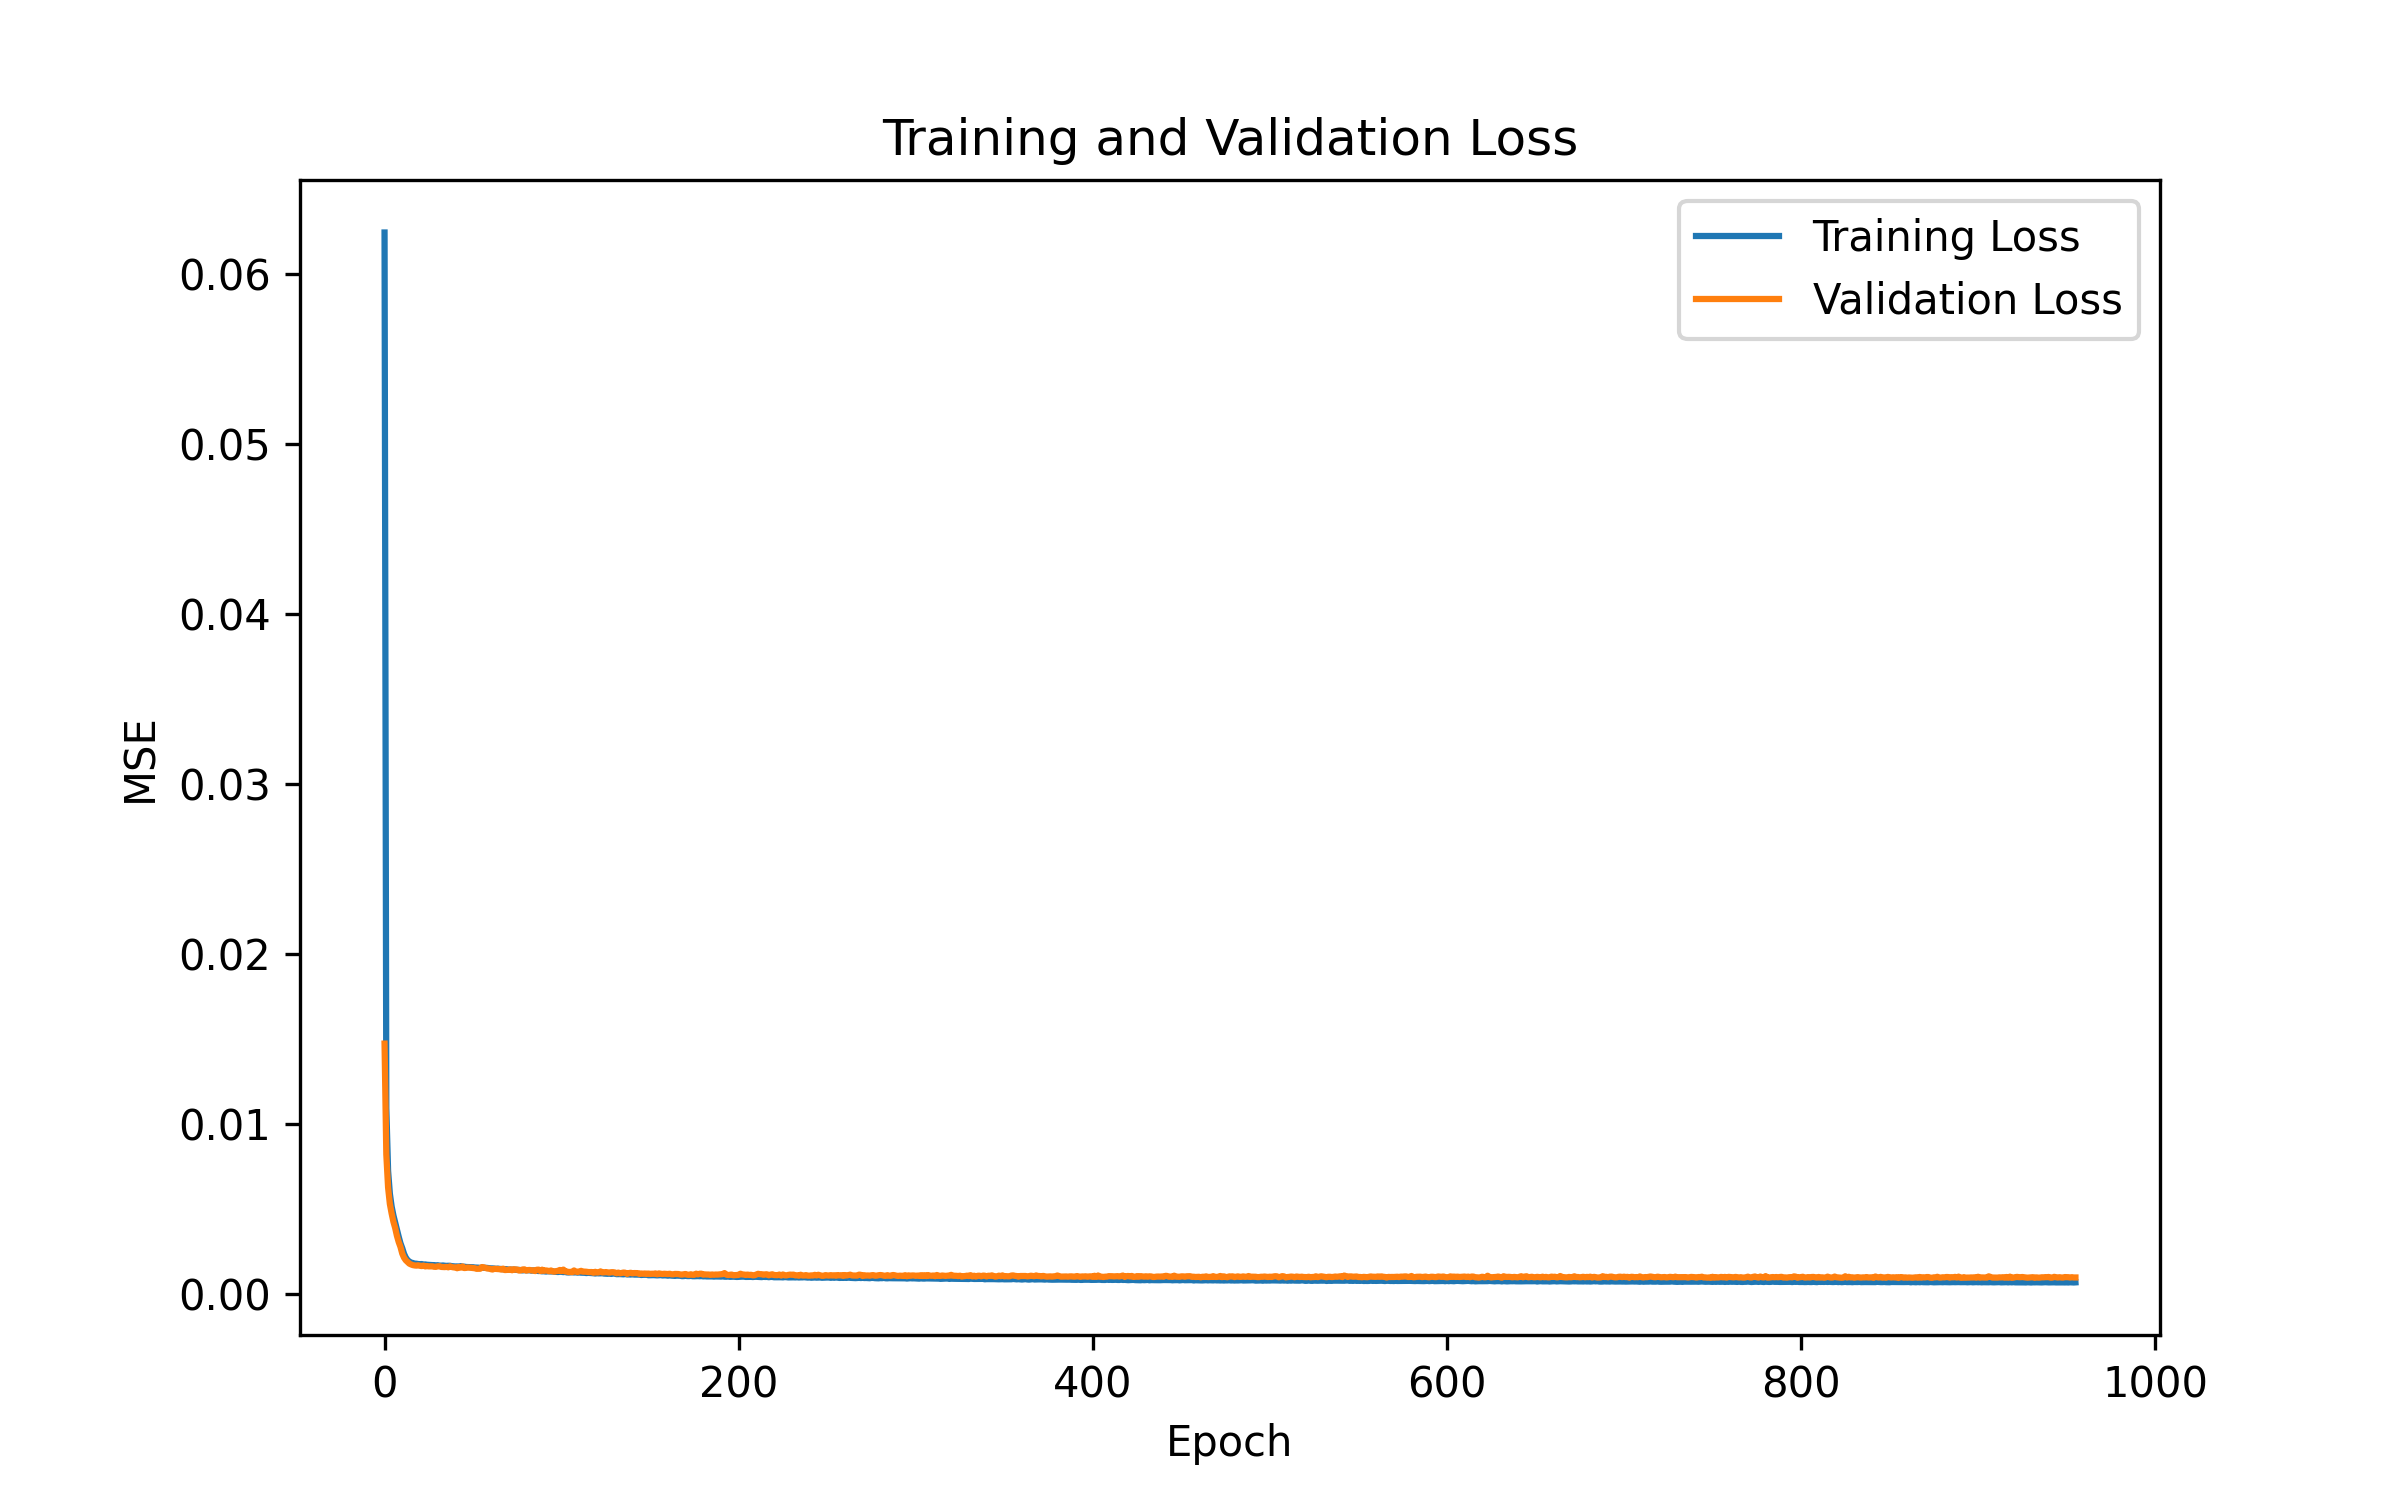 Training and Validation Loss
Training Loss
Validation Loss
0.06
0.05
0.04
0.03
0.02
0.01
0.00
MSE
0
200
400
600
800
1000
Epoch